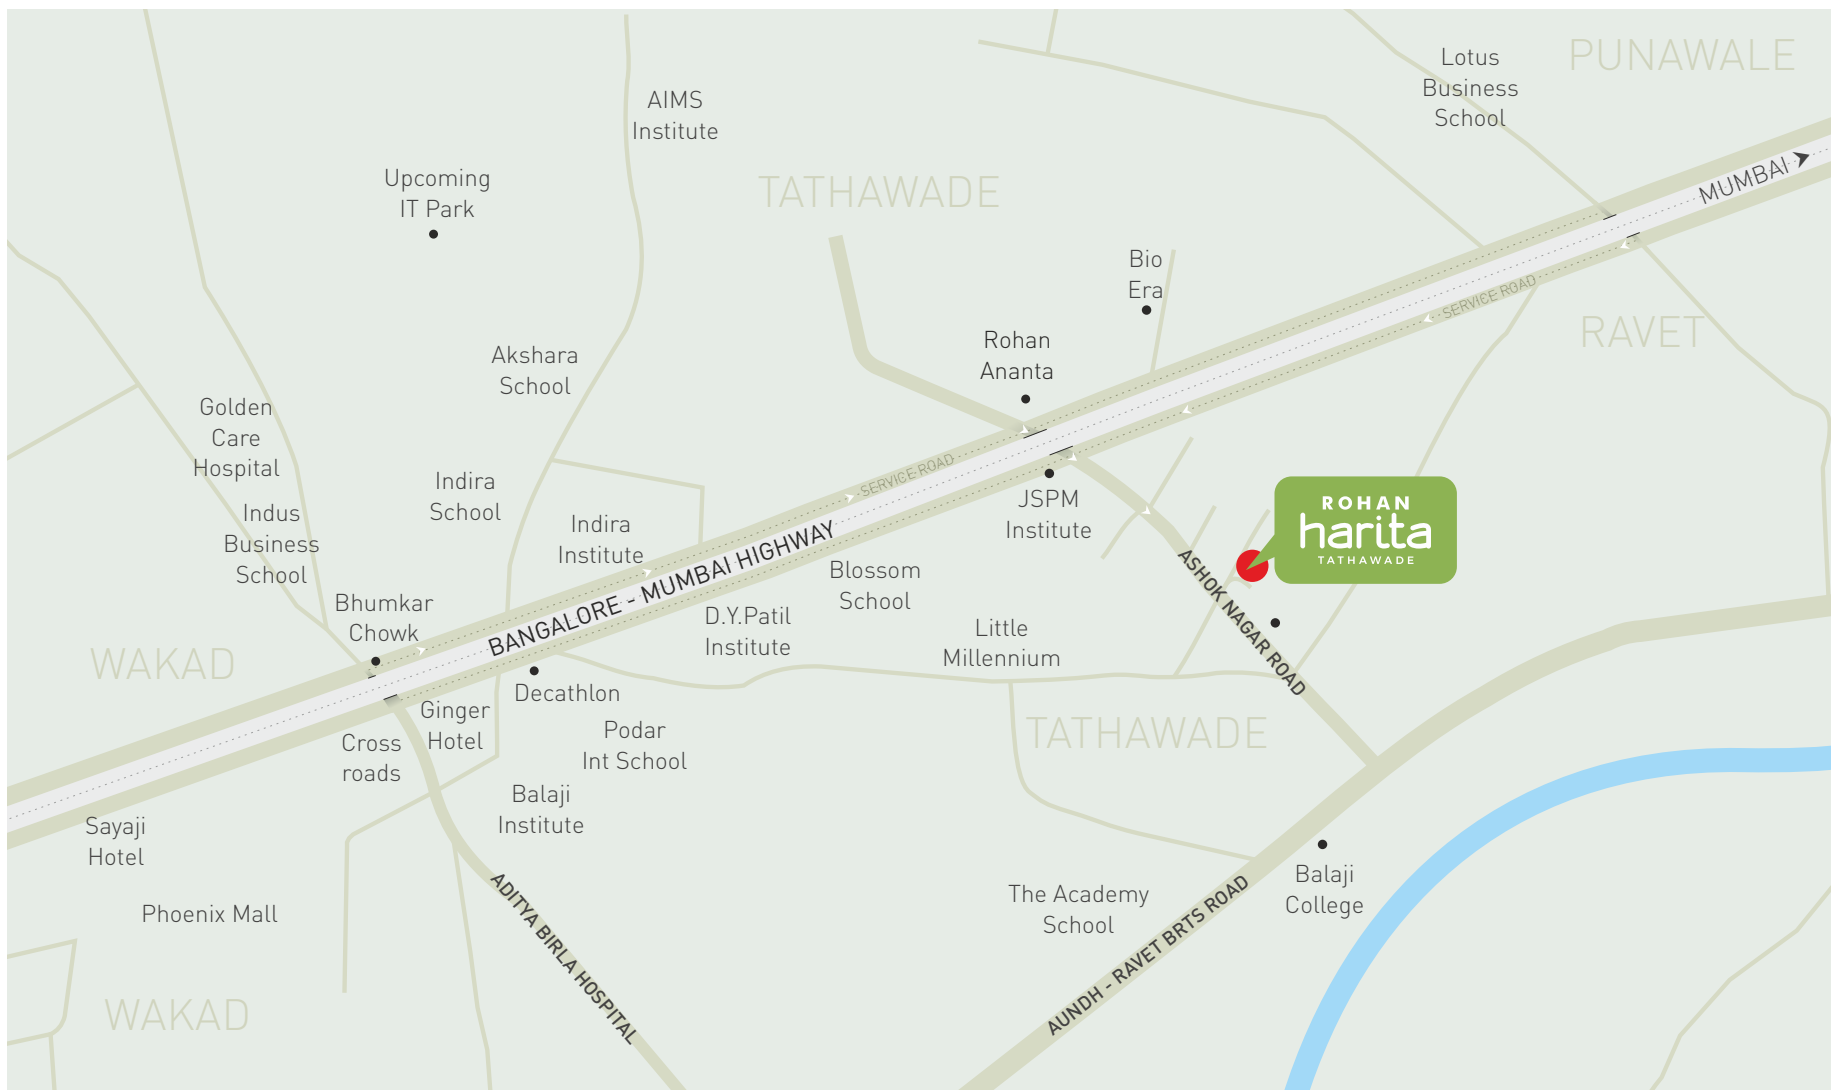 PUNAWALE
Lotus
Business
School
AIMS
Institute
MUMBAI
Upcoming
IT Park
TATHAWADE
Bio
Era
SERVICE ROAD
RAVET
Rohan
Ananta
Akshara
School
Golden
Care
Hospital
Indira
School
SERVICE ROAD
JSPM
Institute
ROHAN
harita
TATHAWADE
Indus
Business
School
Indira
Institute
BANGALORE - MUMBAI HIGHWAY
Blossom
School
ASHOK NAGAR ROAD
Bhumkar
Chowk
D.Y.Patil
Institute
Little
Millennium
WAKAD
Decathlon
Ginger
Hotel
Podar
Int School
TATHAWADE
Cross
roads
Balaji
Institute
Sayaji
Hotel
Phoenix Mall
ADITYA BIRLA HOSPITAL
The Academy
School
Balaji
College
AUNDH - RAVET BRTS ROAD
WAKAD